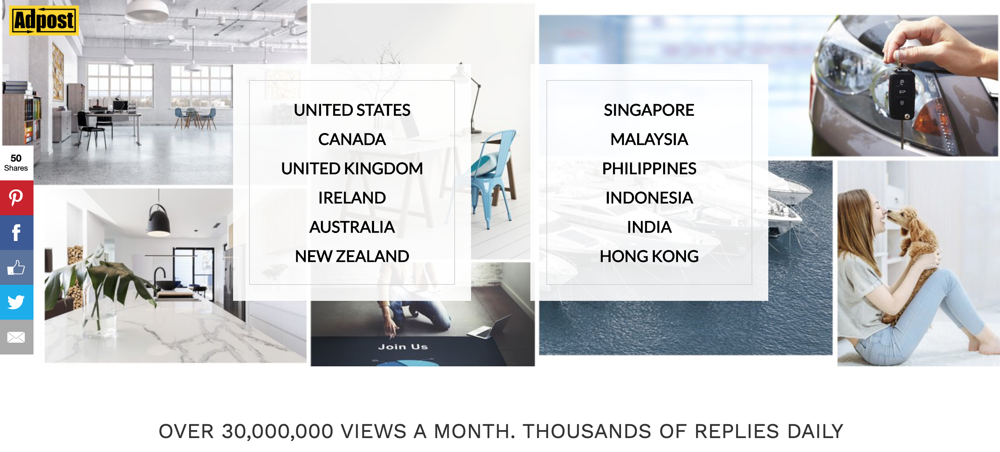 Adpost
50
Shares
UNITED STATES
CANADA
UNITED KINGDOM
IRELAND
AUSTRALIA
NEW ZEALAND
SINGAPORE
MALAYSIA
PHILIPPINES
INDONESIA
INDIA
HONG KONG
Join Us
OVER 30,000,000 VIEWS A MONTH. THOUSANDS OF REPLIES DAILY